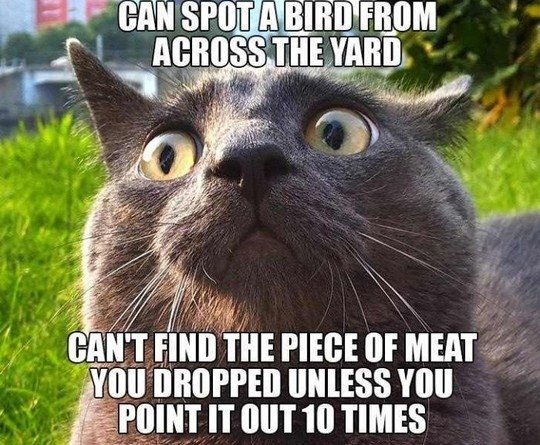 CAN SPOT A BIRD FROM
ACROSS THE YARD
CAN'T FIND THE PIECE OF MEAT
YOU DROPPED UNLESS YOU
POINT IT OUT 10 TIMES